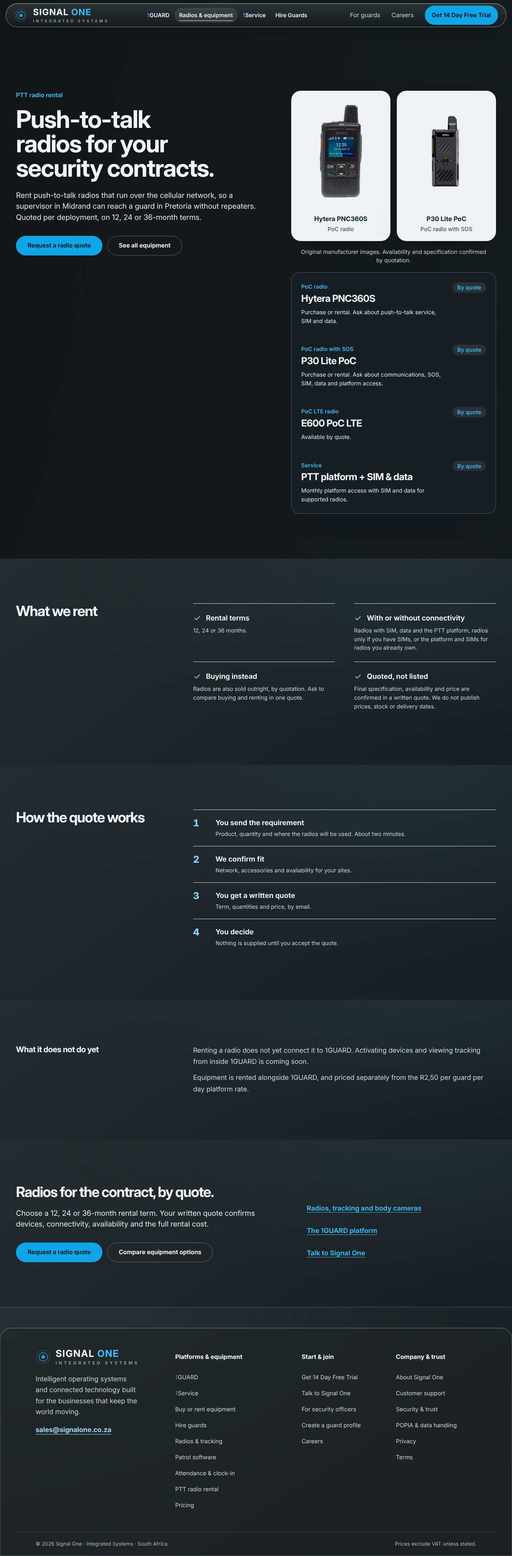 SIGNAL ONE
INTEGRATED SYSTEMS
1GUARD
Radios & equipment
1Service
Hire Guards
For guards
Careers
Get 14 Day Free Trial
PTT radio rental
Push-to-talk
radios for your
security contracts.
Rent push-to-talk radios that run over the cellular network, so a
supervisor in Midrand can reach a guard in Pretoria without repeaters.
Quoted per deployment, on 12, 24 or 36-month terms.
Request a radio quote
See all equipment
Hytera PNC360S
PoC radio
P30 Lite PoC
PoC radio with SOS
Original manufacturer images. Availability and specification confirmed
by quotation.
PoC radio
By quote
Hytera PNC360S
Purchase or rental. Ask about push-to-talk service,
SIM and data.
PoC radio with SOS
By quote
P30 Lite PoC
Purchase or rental. Ask about communications, SOS,
SIM, data and platform access.
PoC LTE radio
By quote
E600 PoC LTE
Available by quote.
Service
By quote
PTT platform + SIM & data
Monthly platform access with SIM and data for
supported radios.
What we rent
Rental terms
12, 24 or 36 months.
With or without connectivity
Radios with SIM, data and the PTT platform, radios
only if you have SIMs, or the platform and SIMs for
radios you already own.
Buying instead
Radios are also sold outright, by quotation. Ask to
compare buying and renting in one quote.
Quoted, not listed
Final specification, availability and price are
confirmed in a written quote. We do not publish
prices, stock or delivery dates.
How the quote works
1
You send the requirement
Product, quantity and where the radios will be used. About two minutes.
2
We confirm fit
Network, accessories and availability for your sites.
3
You get a written quote
Term, quantities and price, by email.
4
You decide
Nothing is supplied until you accept the quote.
What it does not do yet
Renting a radio does not yet connect it to 1GUARD. Activating devices and viewing tracking
from inside 1GUARD is coming soon.
Equipment is rented alongside 1GUARD, and priced separately from the R2,50 per guard per
day platform rate.
Radios for the contract, by quote.
Choose a 12, 24 or 36-month rental term. Your written quote confirms
devices, connectivity, availability and the full rental cost.
Request a radio quote
Compare equipment options
Radios, tracking and body cameras
The 1GUARD platform
Talk to Signal One
SIGNAL ONE
INTEGRATED SYSTEMS
Intelligent operating systems
and connected technology built
for the businesses that keep the
world moving.
sales@signalone.co.za
Platforms & equipment
1GUARD
1Service
Buy or rent equipment
Hire guards
Radios & tracking
Patrol software
Attendance & clock-in
PTT radio rental
Pricing
Start & join
Get 14 Day Free Trial
Talk to Signal One
For security officers
Create a guard profile
Careers
Company & trust
About Signal One
Customer support
Security & trust
POPIA & data handling
Privacy
Terms
© 2026 Signal One · Integrated Systems · South Africa
Prices exclude VAT unless stated.